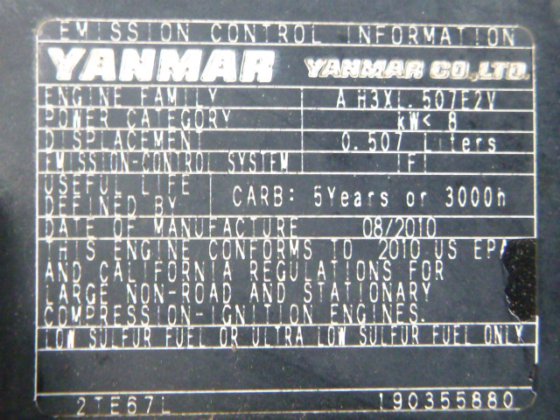 EMISSION CONTROL INFORMATION
YANMAR YANMAR CO.,LTD.
ENGINE FAMILY AH3XL.507E2V
POWER CATEGORY kW< 8
DISPLACEMENT 0.507 Liters
EMISSION-CONTROL SYSTEM IFI
USEFUL LIFE
DEFINED BY CARB: 5Years or 3000h
DATE OF MANUFACTURE 08/2010
THIS ENGINE CONFORMS TO 2010 US EPA
AND CALIFORNIA REGULATIONS FOR
LARGE NON-ROAD AND STATIONARY
COMPRESSION-IGNITION ENGINES.
LOW SULFUR FUEL OR ULTRA LOW SULFUR FUEL ONLY
2TE67L 190355880